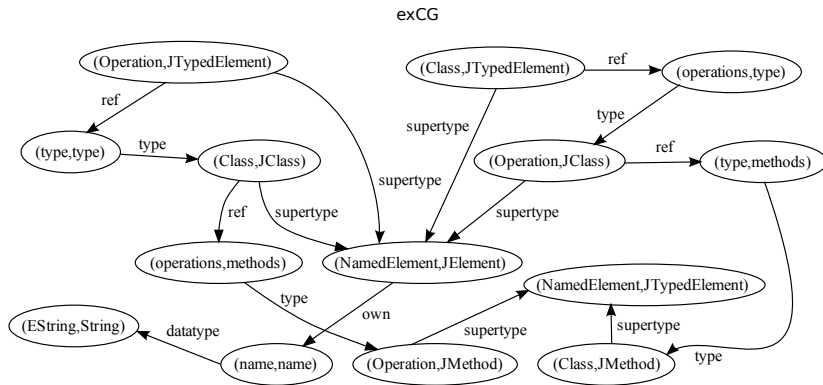 exCG
(Operation,JTypedElement)
(Class,JTypedElement)
ref
(operations,type)
ref
supertype
type
(type,type)
type
(Class,JClass)
(Operation,JClass)
ref
(type,methods)
supertype
ref
supertype
supertype
(operations,methods)
(NamedElement,JElement)
(NamedElement,JTypedElement)
type
own
(EString,String)
datatype
supertype
supertype
(name,name)
(Operation,JMethod)
(Class,JMethod)
type